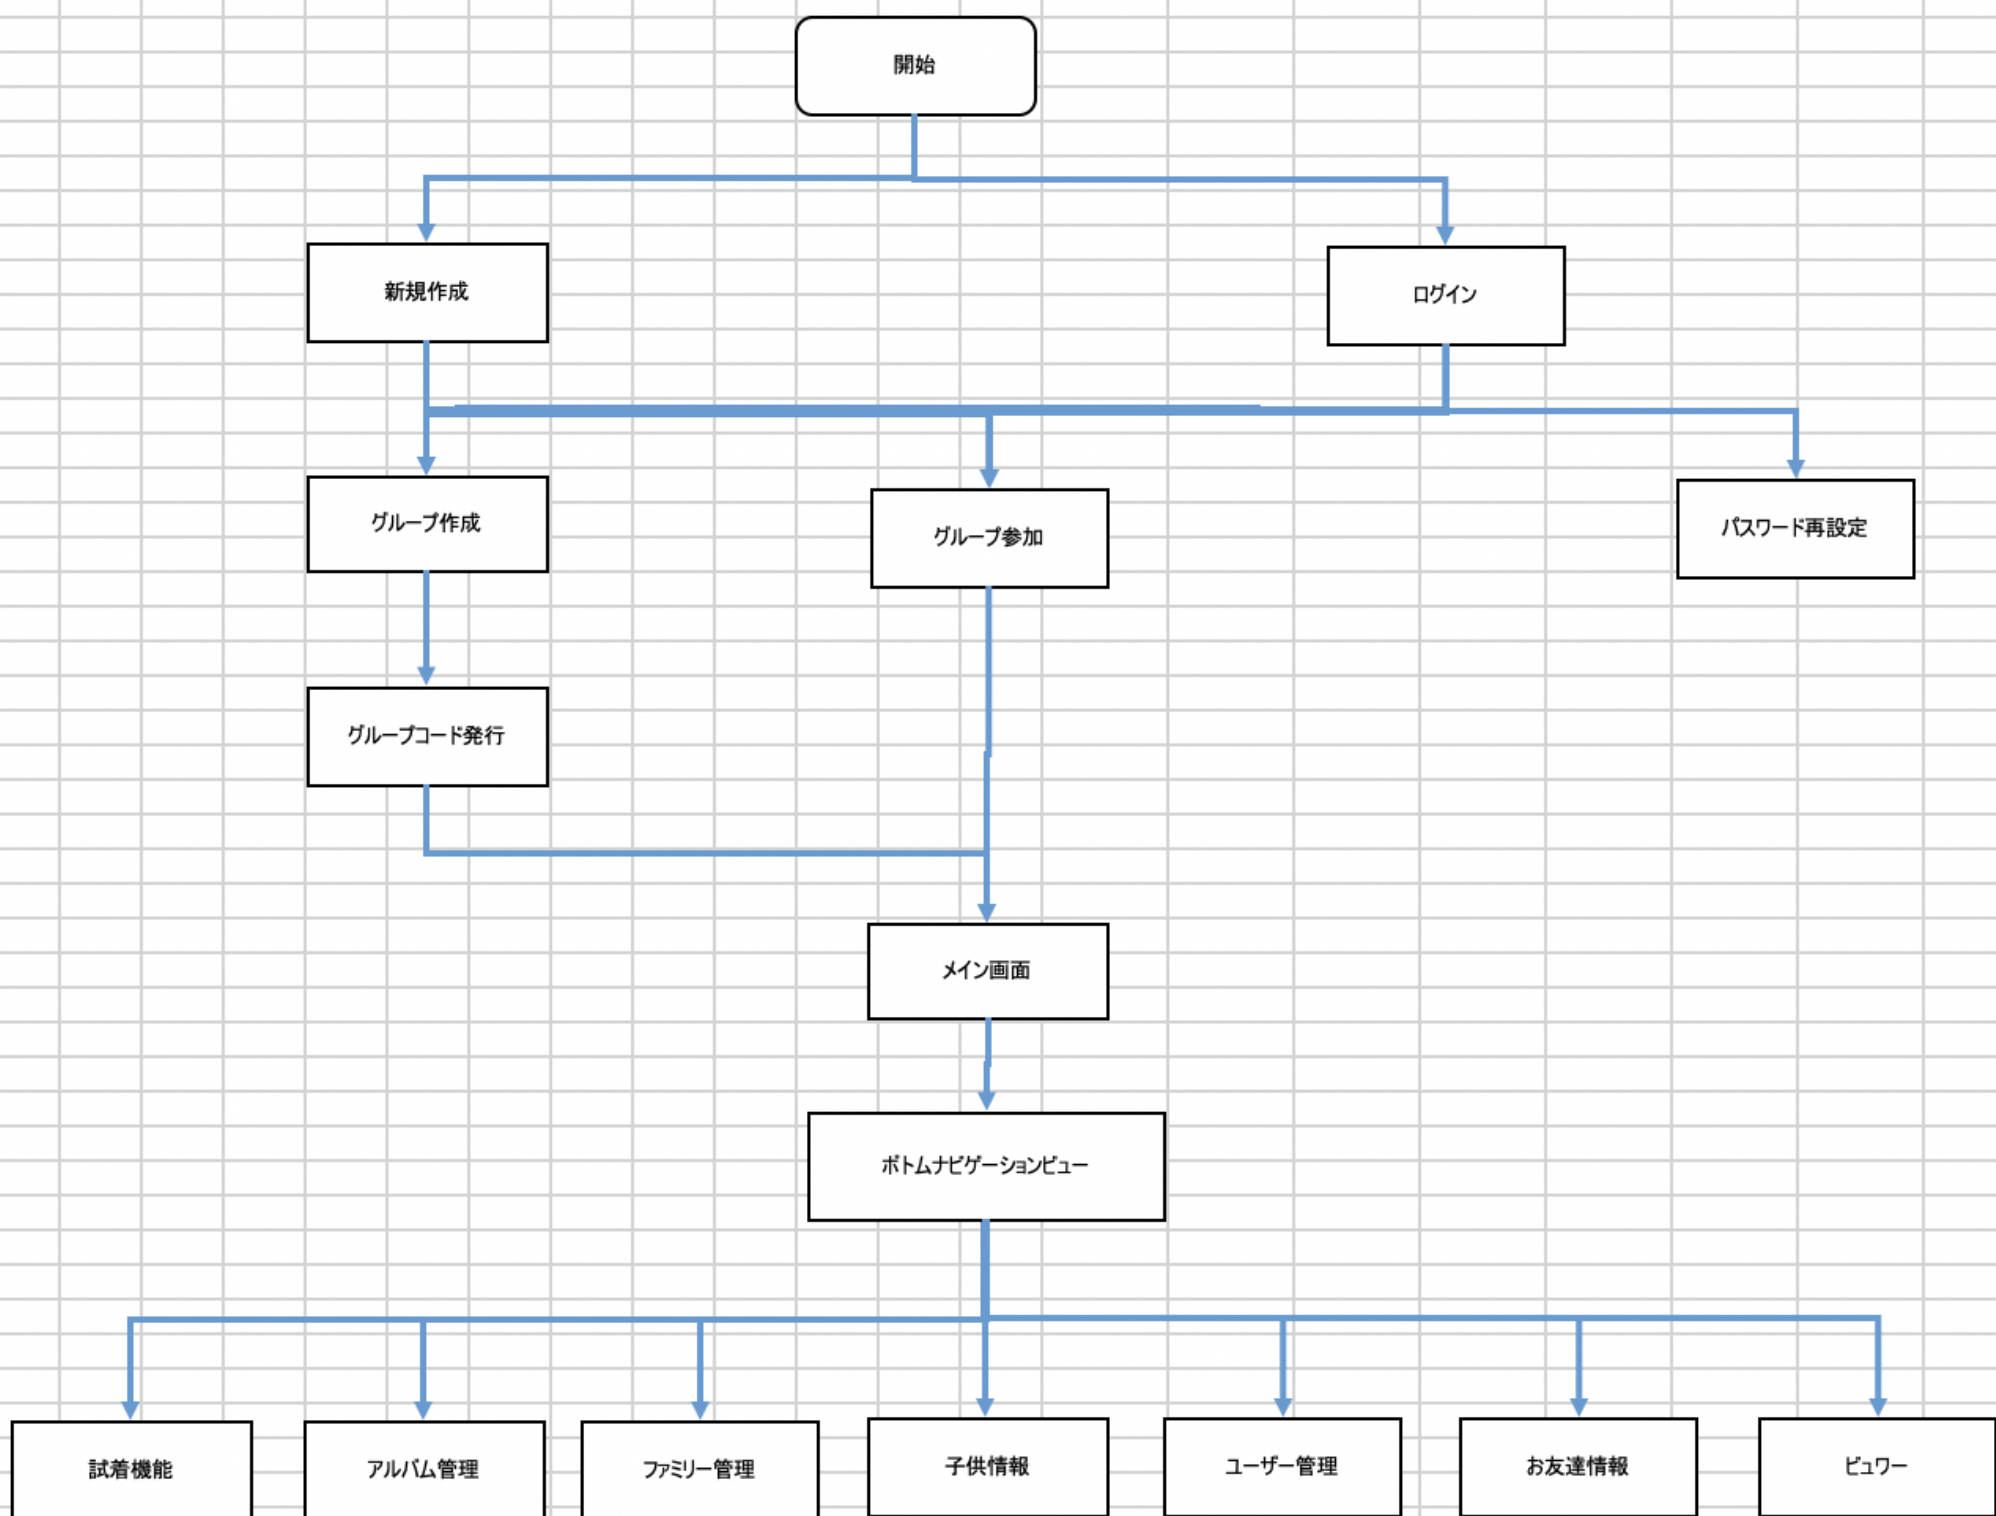 開始
新規作成
ログイン
グループ作成
グループ参加
パスワード再設定
グループコード発行
メイン画面
ボトムナビゲーションビュー
試着機能
アルバム管理
ファミリー管理
子供情報
ユーザー管理
お友達情報
ビュワー